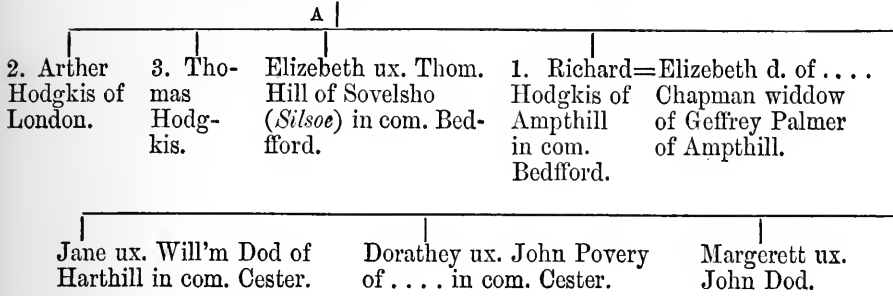 A
2. Arther
Hodgkis of
London.
3. Tho-
mas
Hodg-
kis.
Elizebeth ux. Thom.
Hill of Sovelsho
(Silsoe) in com. Bed-
fford.
1. Richard=Elizebeth d. of ....
Hodgkis of
Ampthill
in com.
Bedfford.
Chapman widdow
of Geffrey Palmer
of Ampthill.
Jane ux. Will'm Dod of
Harthill in com. Cester.
Dorathey ux. John Povery
of .... in com. Cester.
Margerett ux.
John Dod.